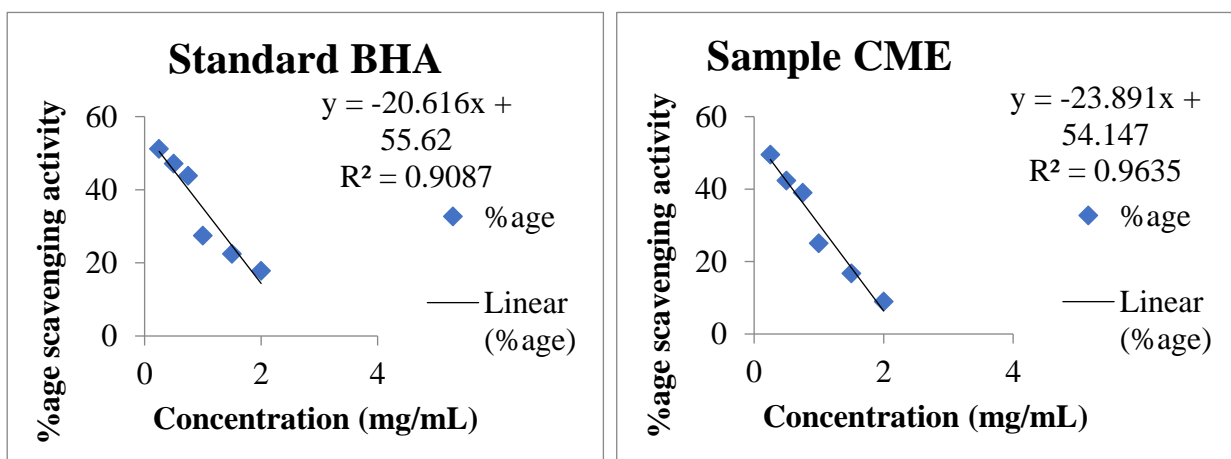 Standard BHA
y = -20.616x +
55.62
R² = 0.9087
%age scavenging activity
60
40
20
0
0
2
4
%age
Linear
(%age)
Concentration (mg/mL)
Sample CME
y = -23.891x +
54.147
R² = 0.9635
%age scavenging activity
60
40
20
0
0
2
4
%age
Linear
(%age)
Concentration (mg/mL)